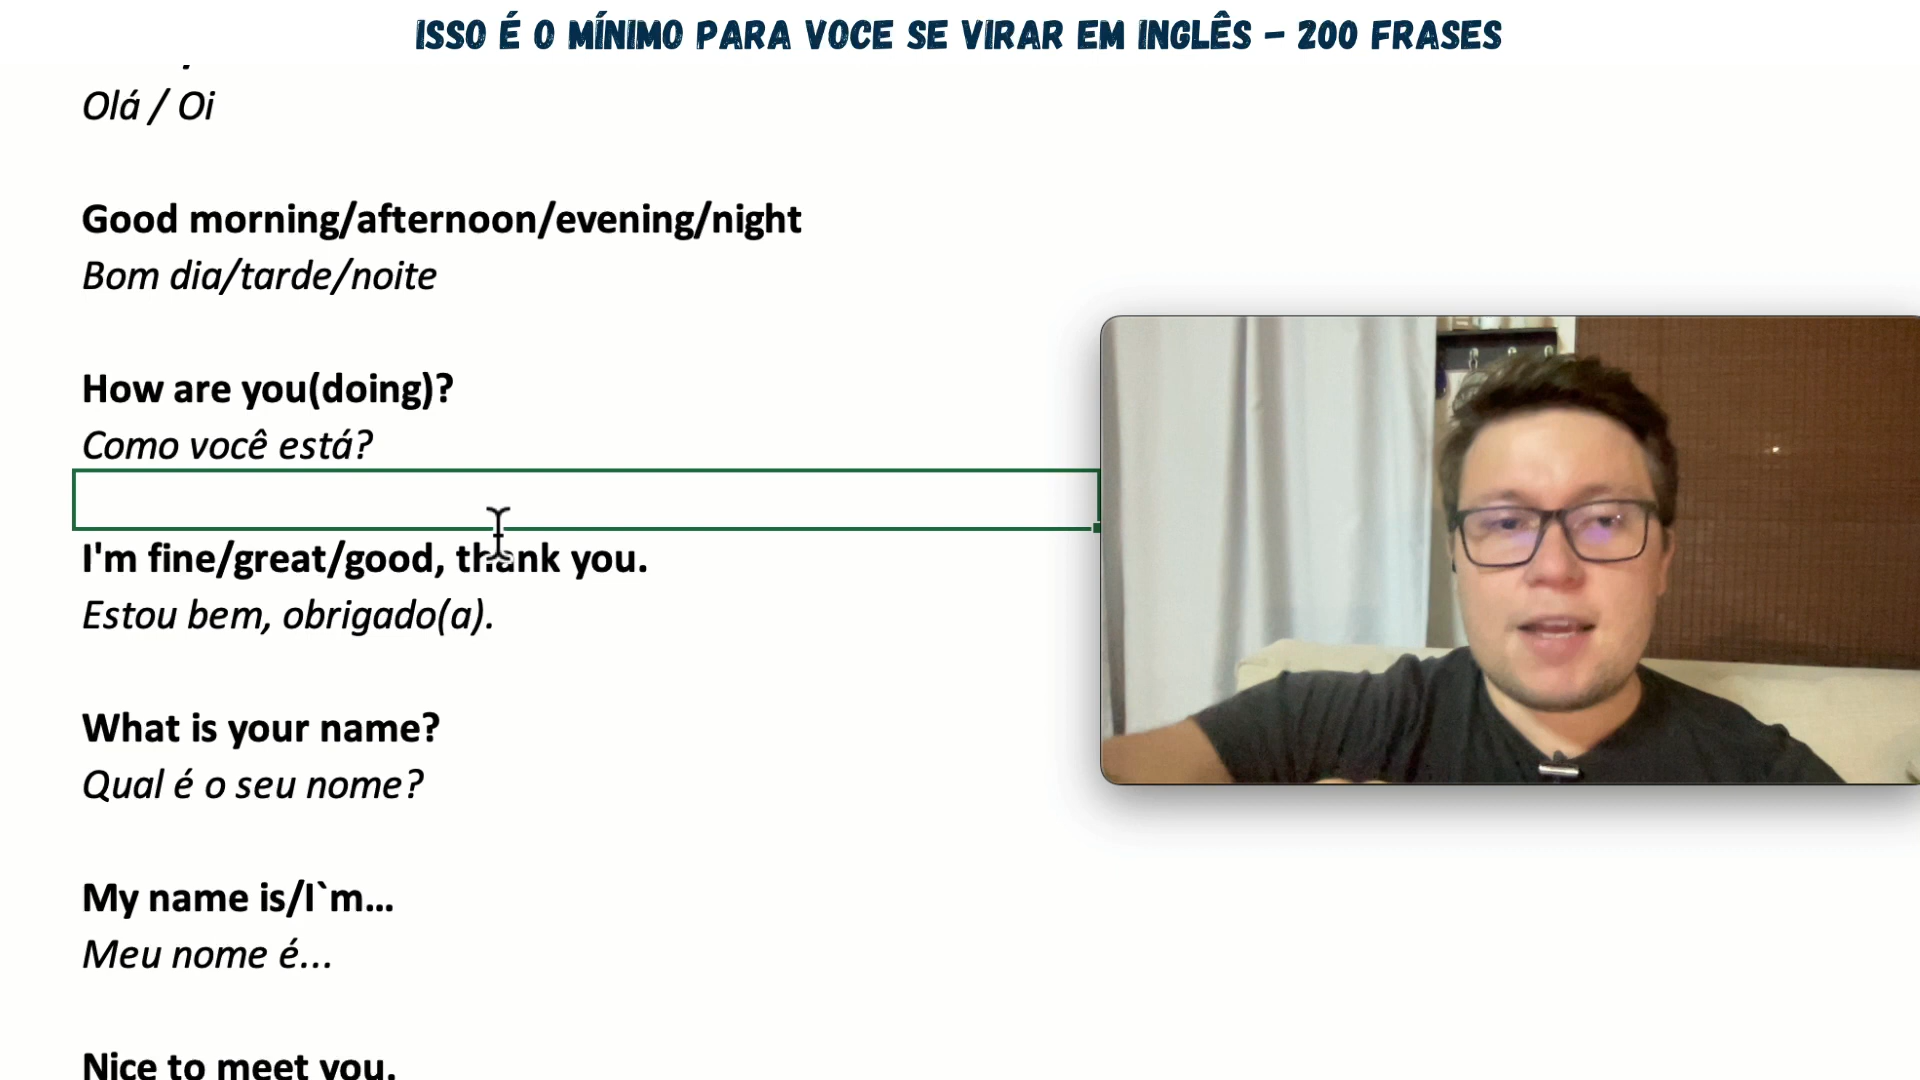 ISSO É O MÍNIMO PARA VOCE SE VIRAR EM INGLÊS – 200 FRASES
Olá / Oi
Good morning/afternoon/evening/night
Bom dia/tarde/noite
How are you(doing)?
Como você está?
I'm fine/great/good, thank you.
Estou bem, obrigado(a).
What is your name?
Qual é o seu nome?
My name is/I`m...
Meu nome é...
Nice to meet you.